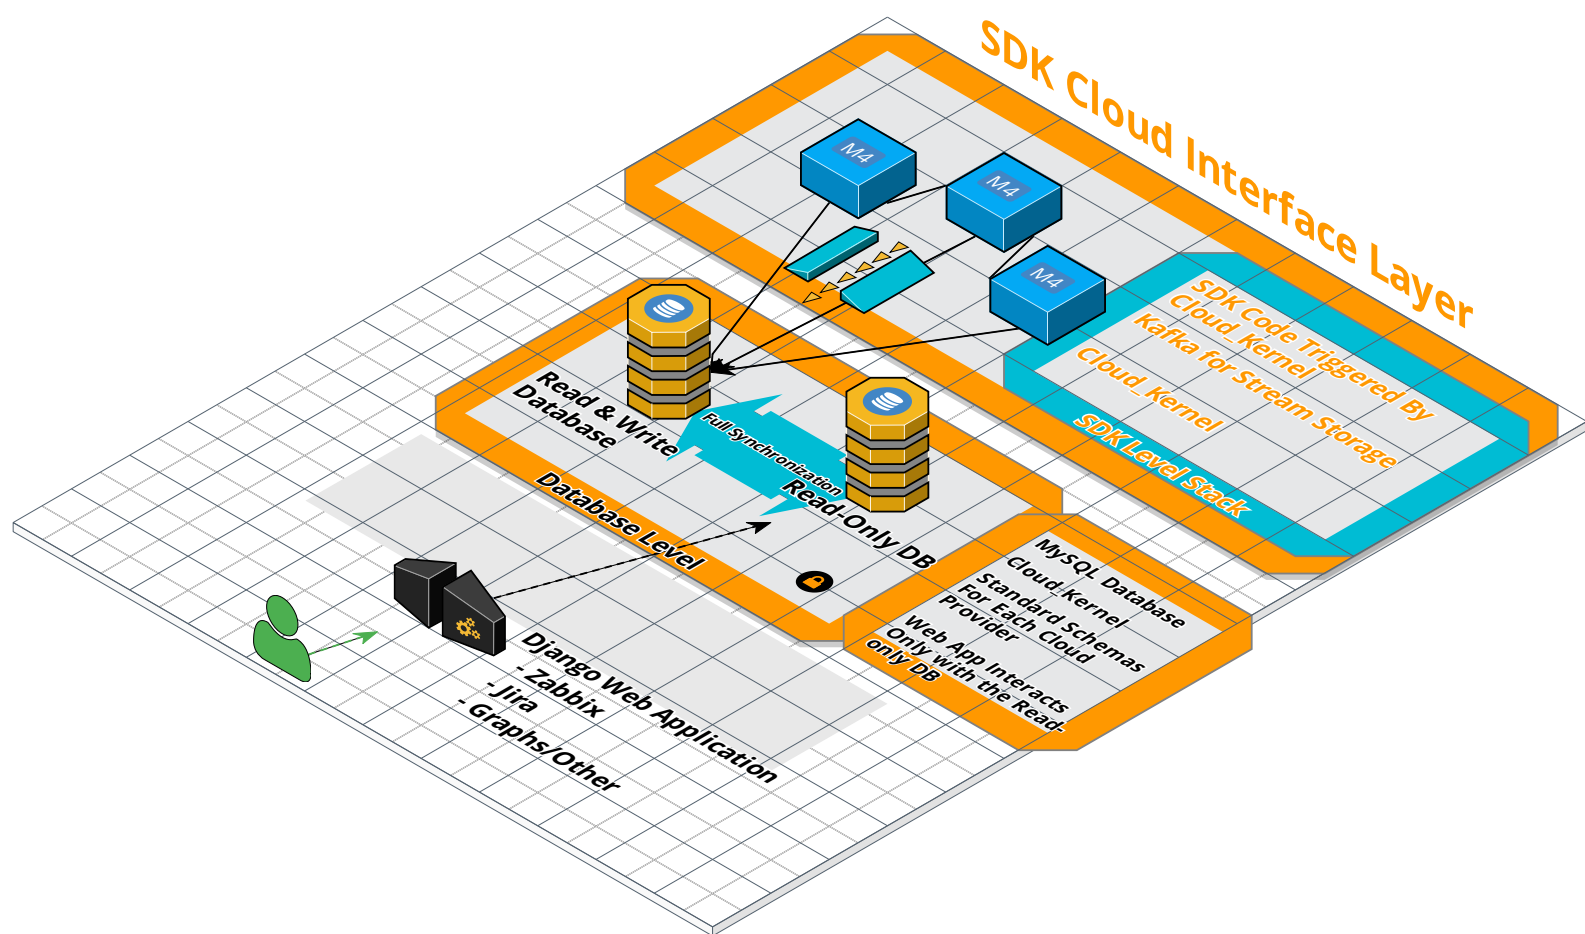 SDK Cloud Interface Layer
M4
M4
M4
SDK Code Triggered By
Cloud_Kernel
Kafka for Stream Storage
Cloud_Kernel
SDK Level Stack
Read & Write
Database
Full Synchronization
Read-Only DB
Database Level
MySQL Database
Cloud_Kernel
Standard Schemas
For Each Cloud
Provider
Web App Interacts
Only with the Read-
only DB
Django Web Application
- Zabbix
- Jira
- Graphs/Other